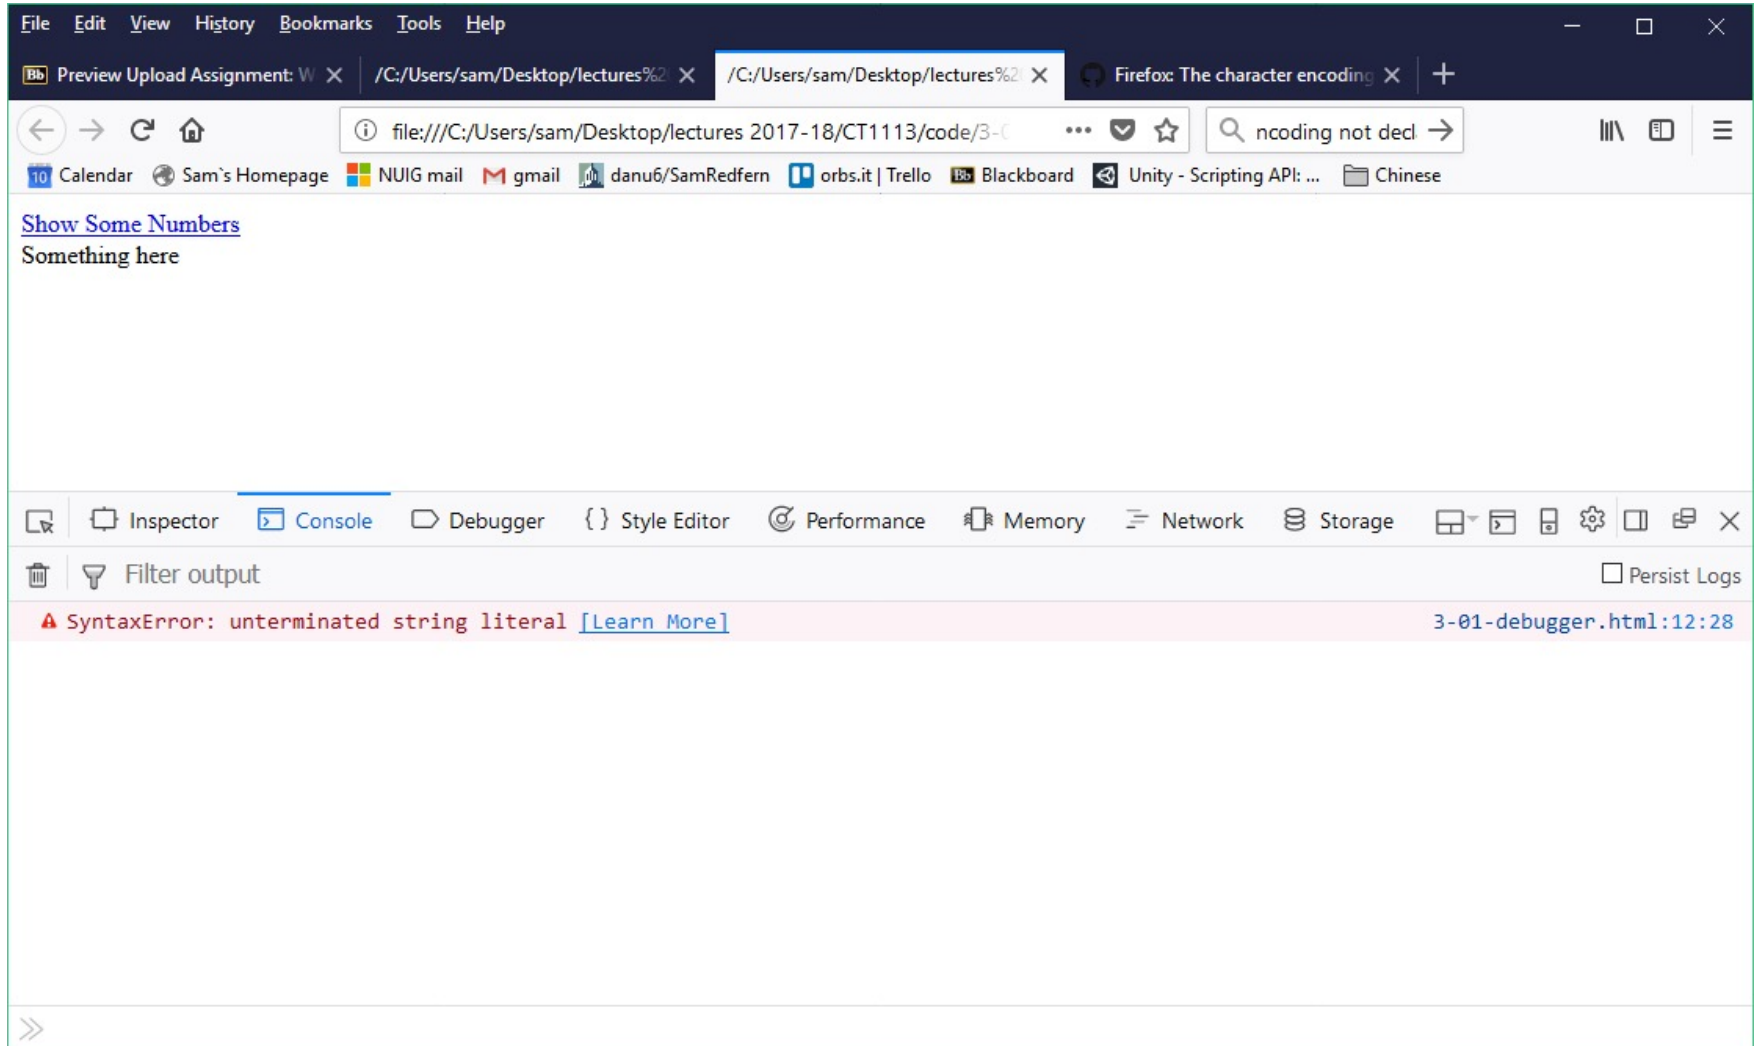 File Edit View History Bookmarks Tools Help
Preview Upload Assignment: W /C:/Users/sam/Desktop/lectures%2 /C:/Users/sam/Desktop/lectures%2 Firefox: The character encoding
file:///C:/Users/sam/Desktop/lectures 2017-18/CT1113/code/3-0 ncoding not decl
10 Calendar Sam`s Homepage NUIG mail gmail danu6/SamRedfern orbs.it | Trello Bb Blackboard Unity - Scripting API: ... Chinese
Show Some Numbers
Something here
Inspector Console Debugger {} Style Editor Performance Memory Network Storage
Filter output Persist Logs
SyntaxError: unterminated string literal [Learn More] 3-01-debugger.html:12:28